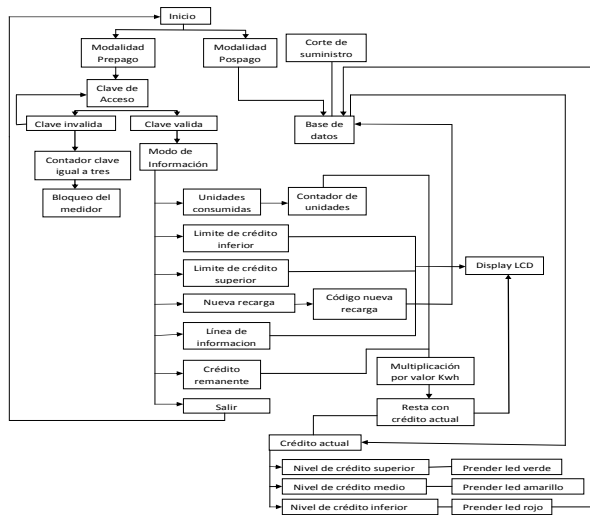 Inicio
Modalidad
Prepago
Modalidad
Pospago
Corte de
suministro
Clave de
Acceso
Clave invalida
Clave valida
Base de
datos
Contador clave
igual a tres
Modo de
Información
Bloqueo del
medidor
Unidades
consumidas
Contador de
unidades
Limite de crédito
inferior
Limite de crédito
superior
Display LCD
Nueva recarga
Código nueva
recarga
Línea de
informacion
Crédito
remanente
Multiplicación
por valor Kwh
Salir
Resta con
crédito actual
Crédito actual
Nivel de crédito superior
Prender led verde
Nivel de crédito medio
Prender led amarillo
Nivel de crédito inferior
Prender led rojo